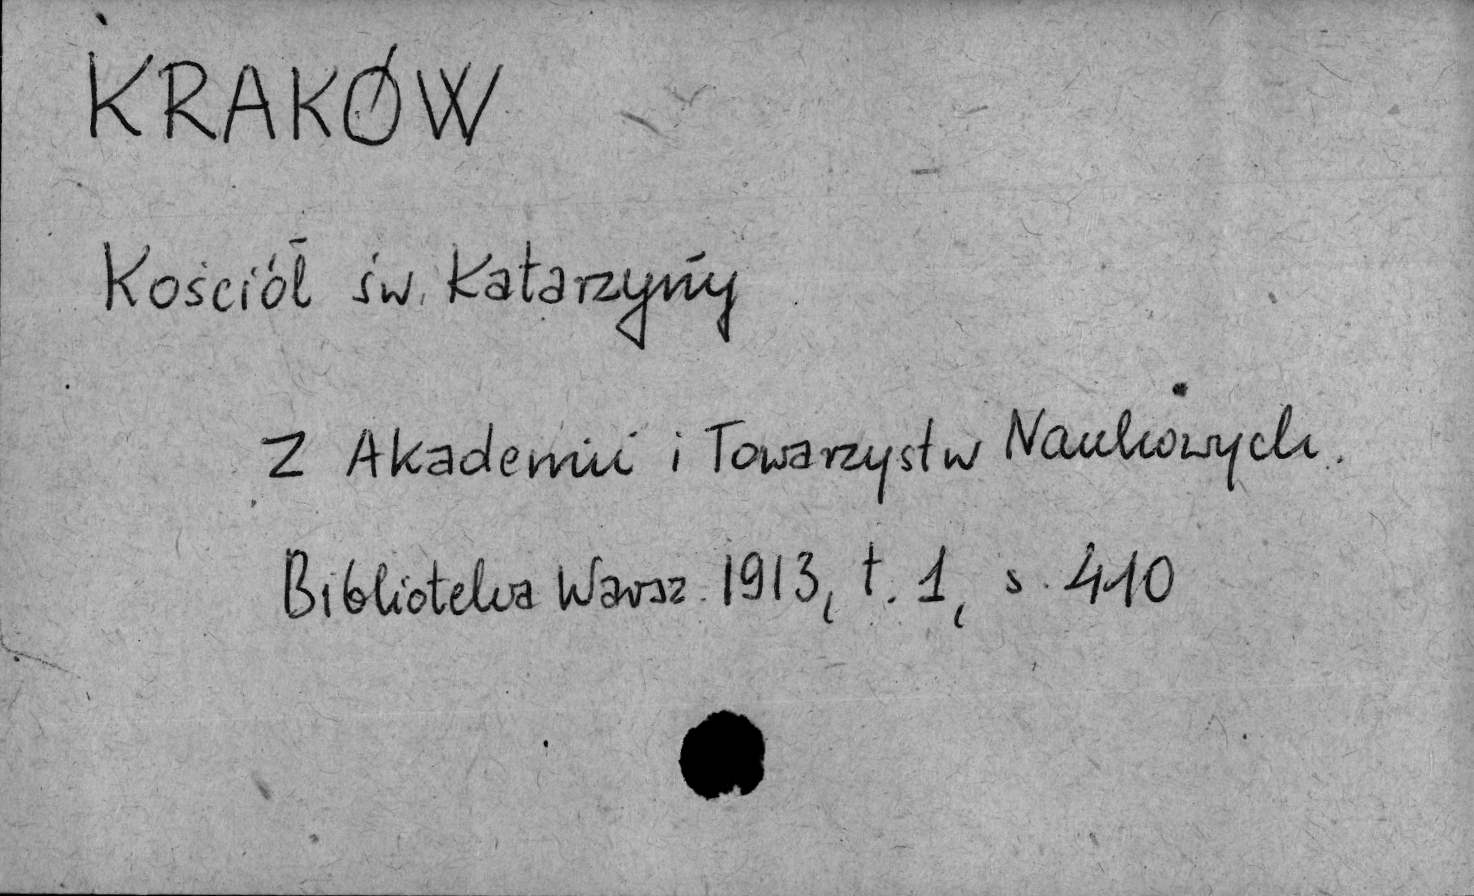 KRAKÓW
Kościół św. Katarzyny
Z Akademii i Towarzystw Naukowych.
Biblioteka Warsz. 1913, t. 1, s. 410